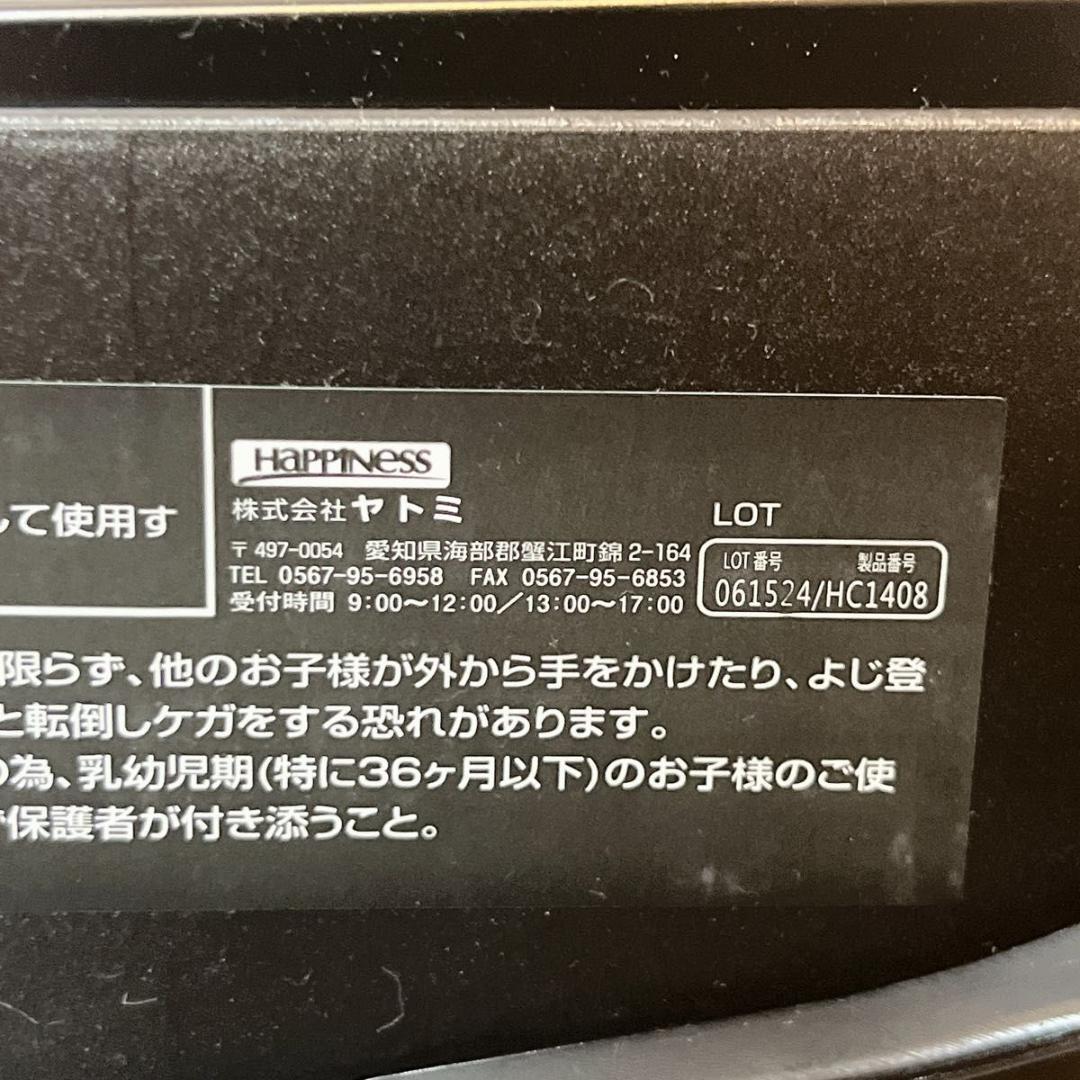 て使用す
HaPPINess
株式会社ヤトミ
〒497-0054 愛知県海部郡蟹江町錦2-164
TEL 0567-95-6958 FAX 0567-95-6853
受付時間 9:00〜12:00/13:00〜17:00
LOT
LOT番号 製品番号
061524/HC1408
限らず、他のお子様が外から手をかけたり、よじ登
と転倒しケガをする恐れがあります。
為、乳幼児期(特に36ヶ月以下)のお子様のご使
保護者が付き添うこと。